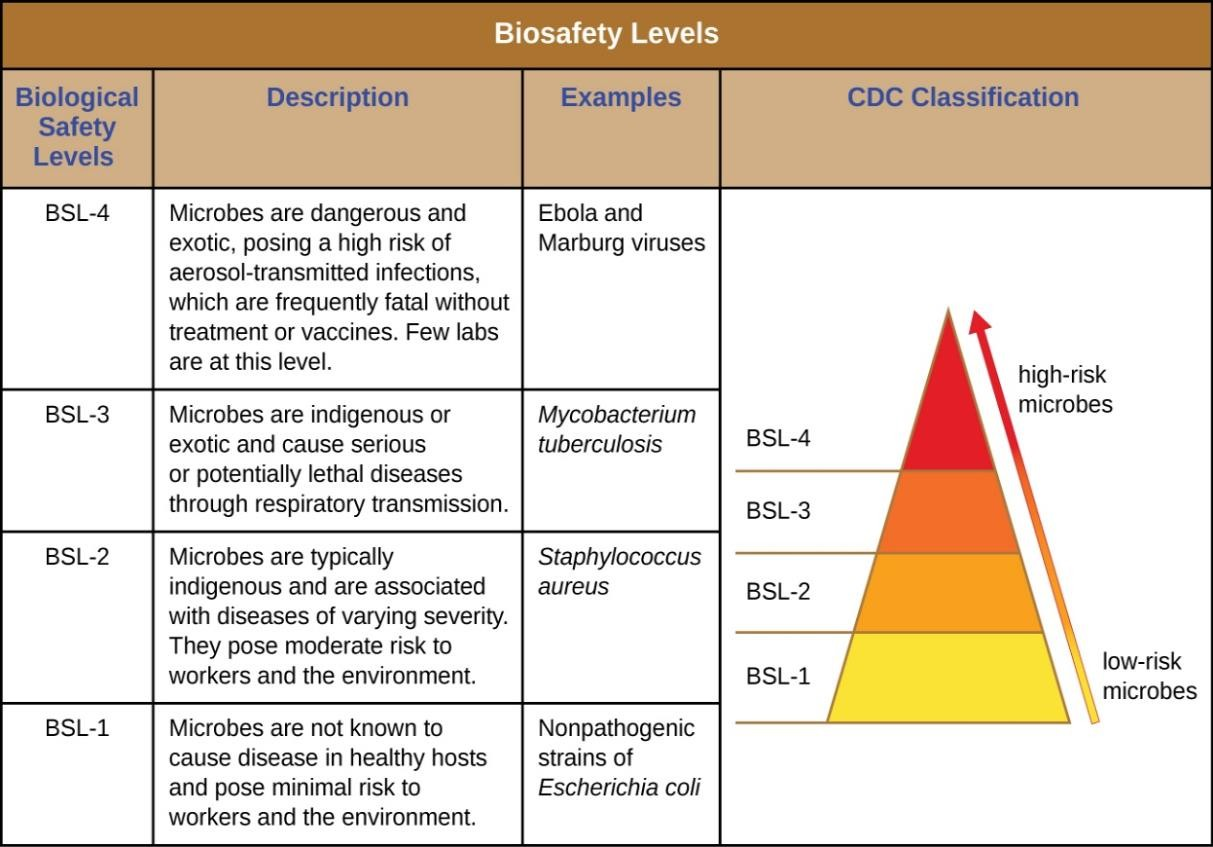 Biosafety Levels
Biological
Safety
Levels
Description
Examples
CDC Classification
BSL-4
Microbes are dangerous and
exotic, posing a high risk of
aerosol-transmitted infections,
which are frequently fatal without
treatment or vaccines. Few labs
are at this level.
Ebola and
Marburg viruses
BSL-3
Microbes are indigenous or
exotic and cause serious
or potentially lethal diseases
through respiratory transmission.
Mycobacterium
tuberculosis
BSL-2
Microbes are typically
indigenous and are associated
with diseases of varying severity.
They pose moderate risk to
workers and the environment.
Staphylococcus
aureus
BSL-1
Microbes are not known to
cause disease in healthy hosts
and pose minimal risk to
workers and the environment.
Nonpathogenic
strains of
Escherichia coli
high-risk
microbes
BSL-4
BSL-3
BSL-2
BSL-1
low-risk
microbes